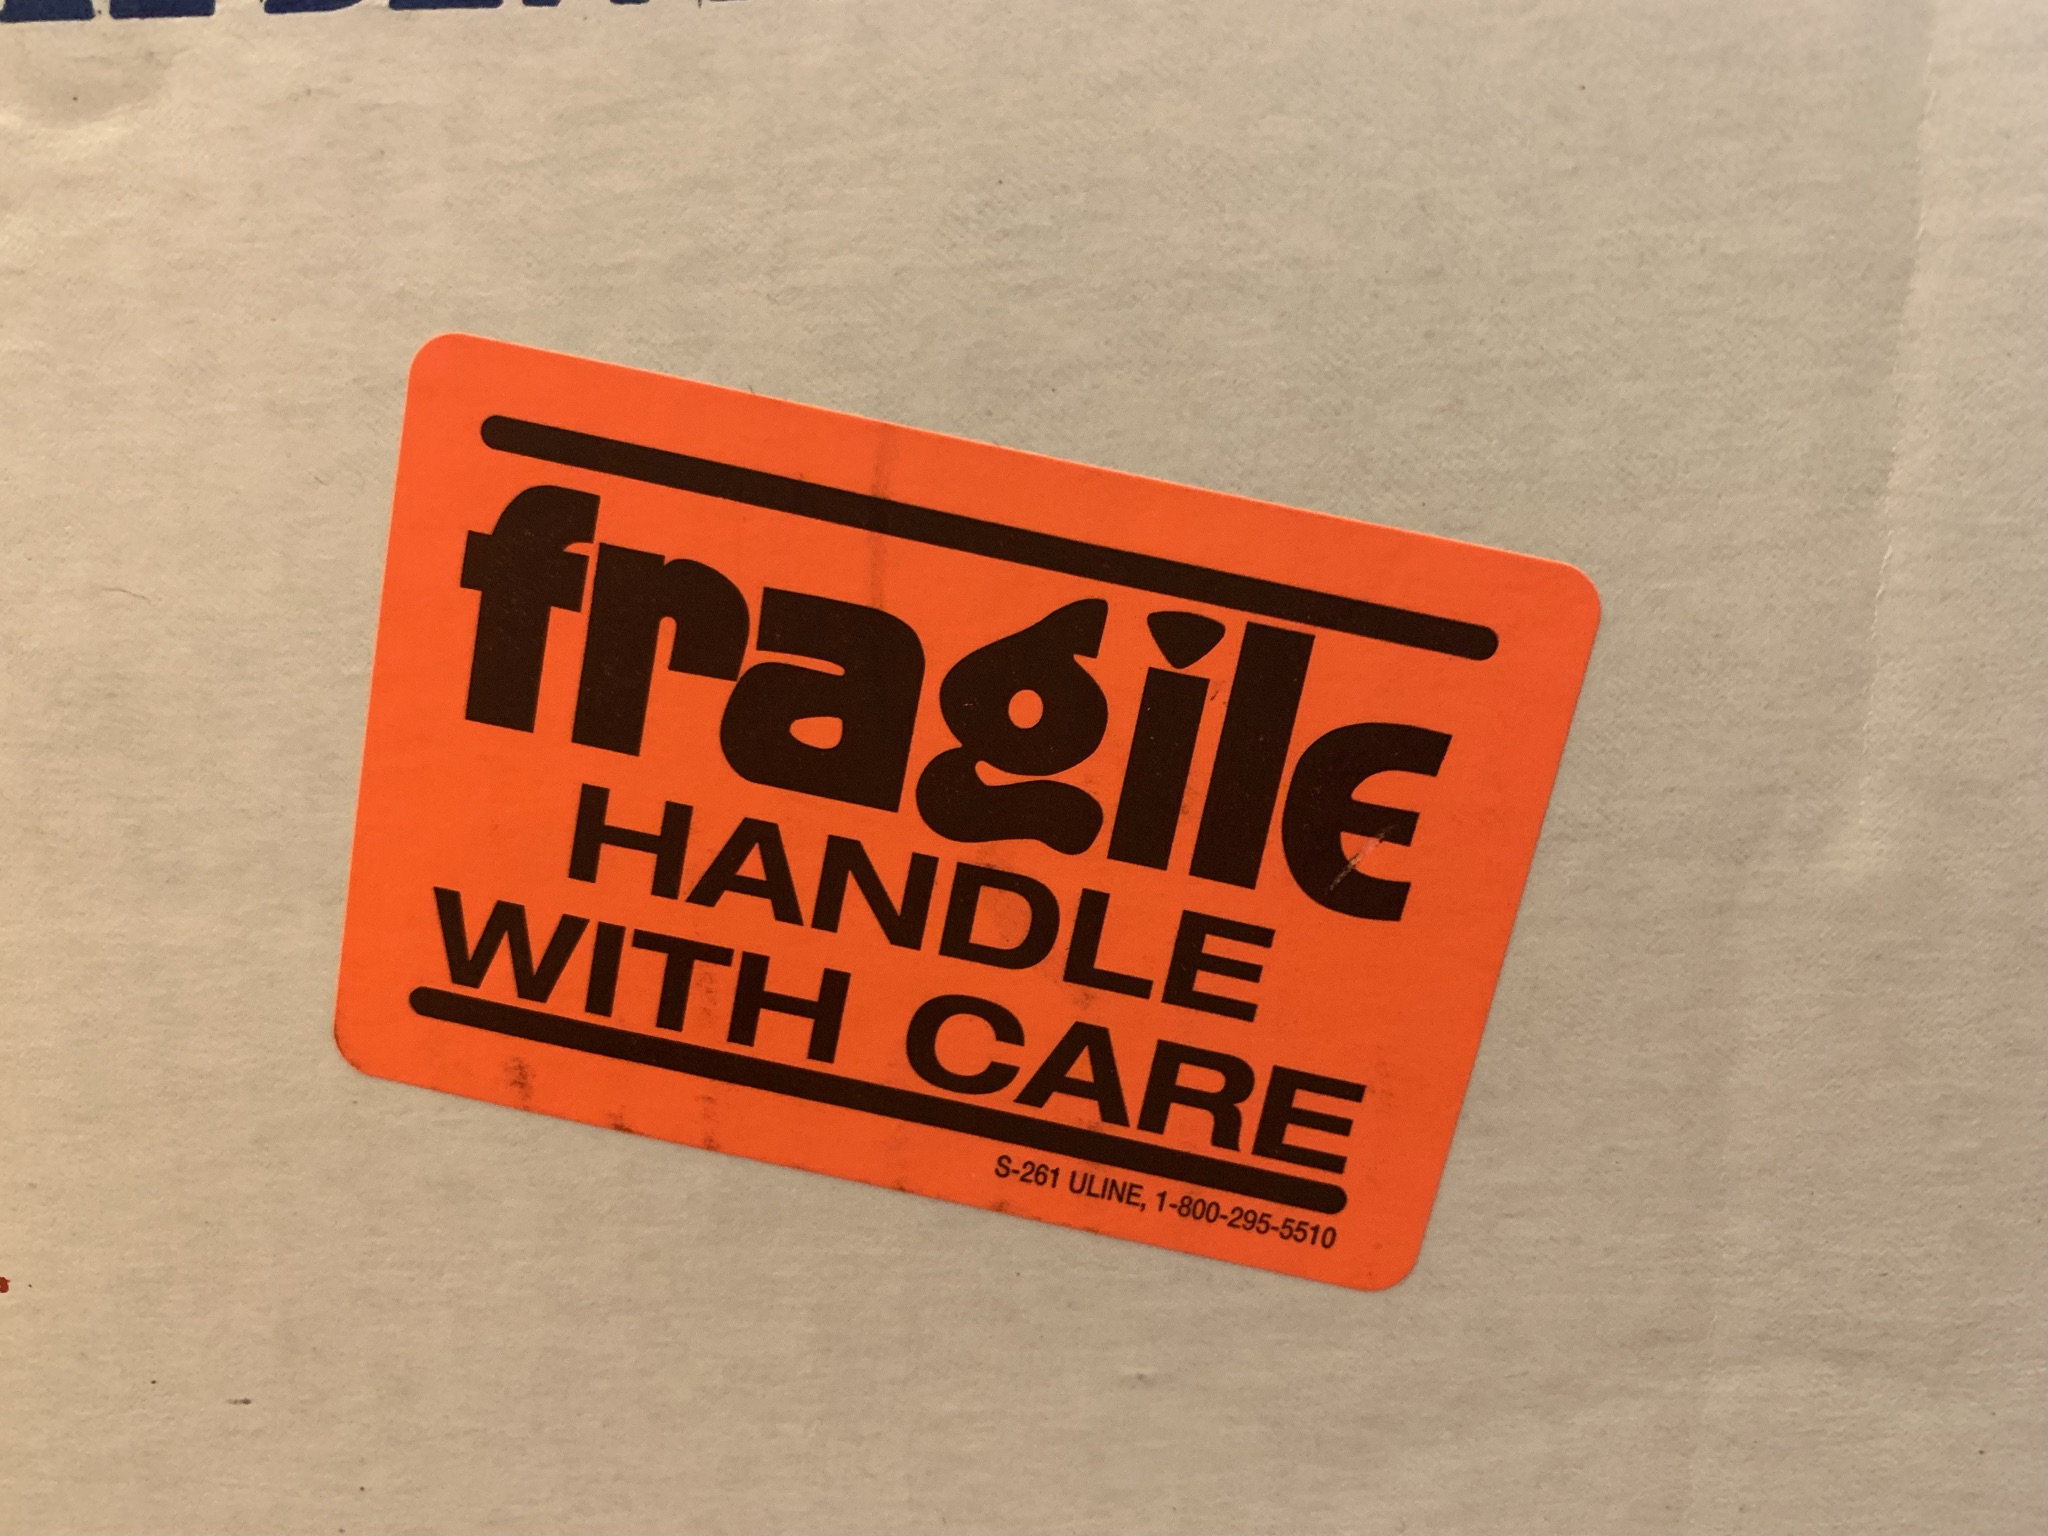 fragile
HANDLE
WITH CARE
S-261 ULINE, 1-800-295-5510